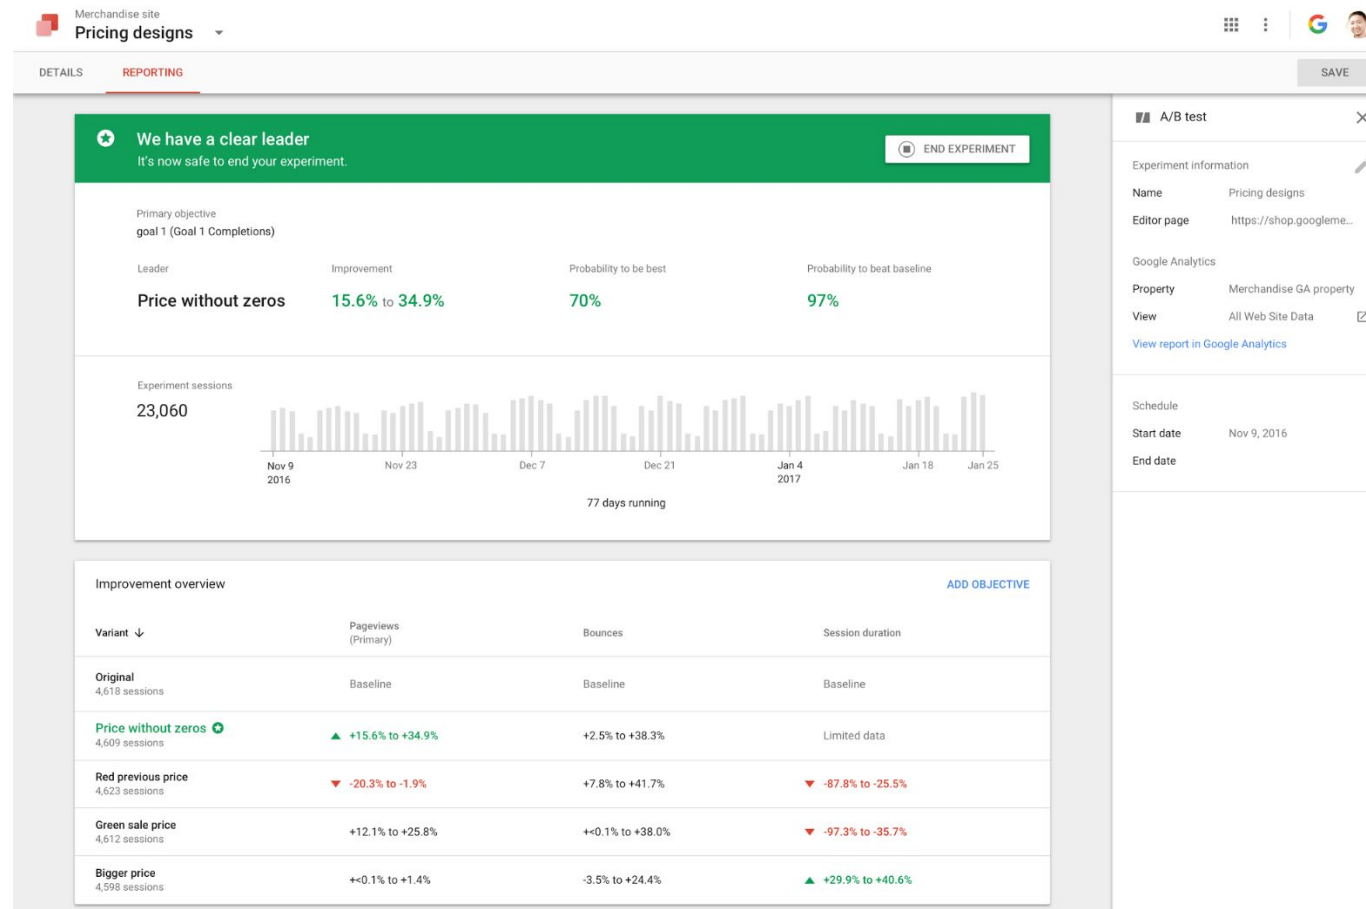 Merchandise site
Pricing designs
DETAILS REPORTING SAVE
We have a clear leader
It's now safe to end your experiment.
END EXPERIMENT
Primary objective
goal 1 (Goal 1 Completions)
Leader Improvement Probability to be best Probability to beat baseline
Price without zeros 15.6% to 34.9% 70% 97%
Experiment sessions
23,060
Nov 9 Nov 23 Dec 7 Dec 21 Jan 4 Jan 18 Jan 25
2016 2017
77 days running
Improvement overview ADD OBJECTIVE
Variant Pageviews Bounces Session duration
(Primary)
Original Baseline Baseline Baseline
4,618 sessions
Price without zeros +15.6% to +34.9% +2.5% to +38.3% Limited data
4,609 sessions
Red previous price -20.3% to -1.9% +7.8% to +41.7% -87.8% to -25.5%
4,623 sessions
Green sale price +12.1% to +25.8% +<0.1% to +38.0% -97.3% to -35.7%
4,612 sessions
Bigger price +<0.1% to +1.4% -3.5% to +24.4% +29.9% to +40.6%
4,598 sessions
A/B test
Experiment information
Name Pricing designs
Editor page https://shop.googleme...
Google Analytics
Property Merchandise GA property
View All Web Site Data
View report in Google Analytics
Schedule
Start date Nov 9, 2016
End date